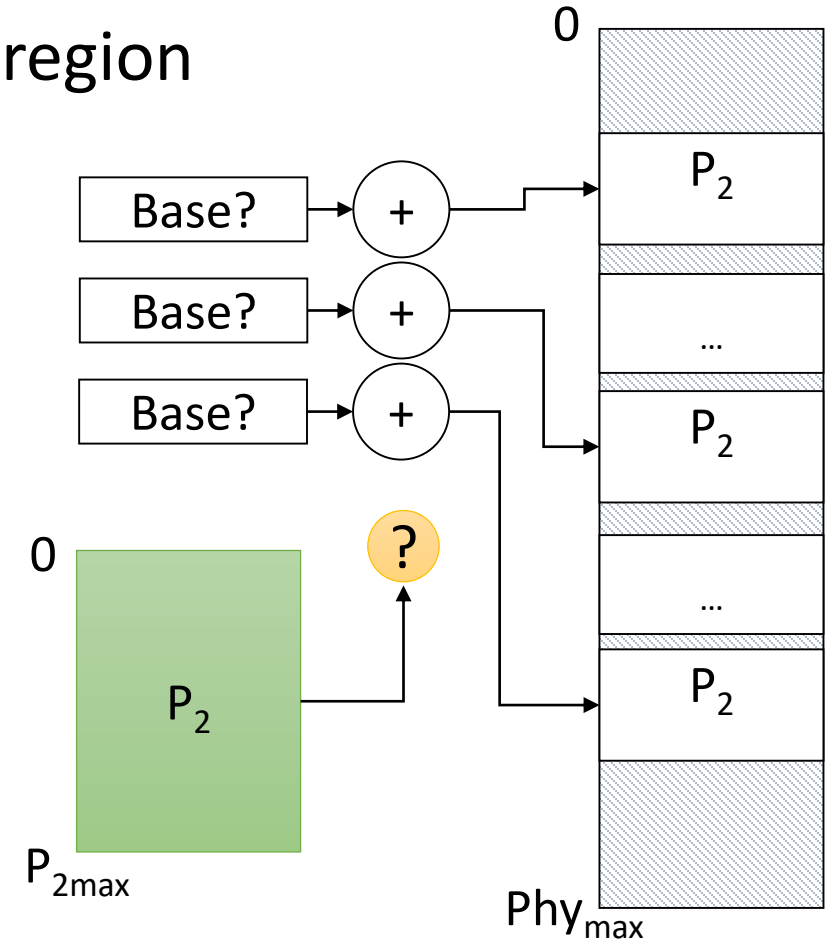 region
0
P2
Base?
+
Base?
+
...
Base?
+
P2
?
0
...
P2
P2
P2max
Phymax